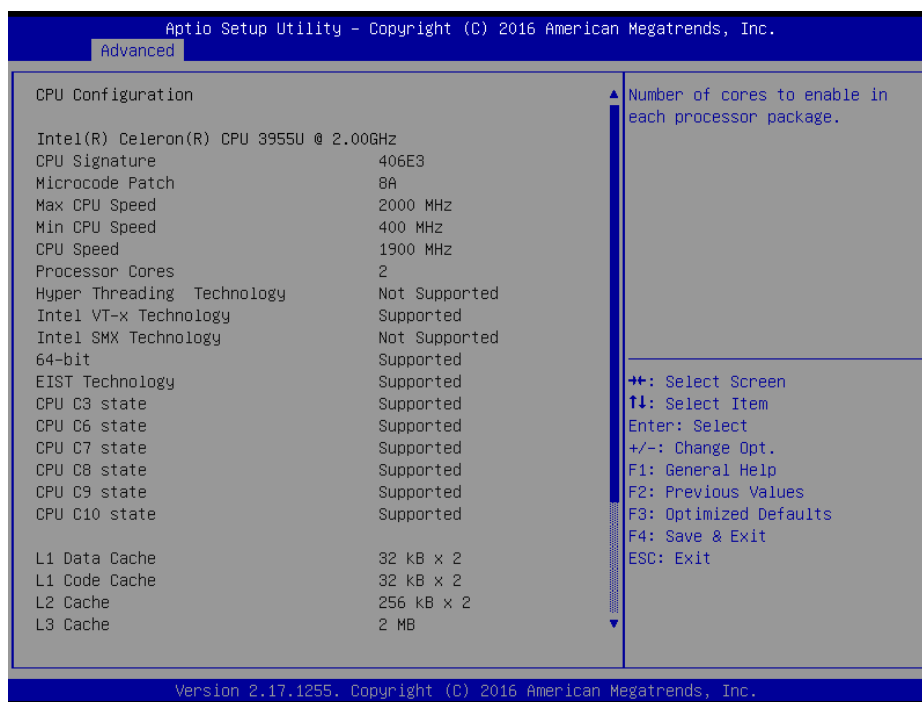 Aptio Setup Utility – Copyright (C) 2016 American Megatrends, Inc.
Advanced
CPU Configuration
Intel(R) Celeron(R) CPU 3955U @ 2.00GHz
CPU Signature 406E3
Microcode Patch 8A
Max CPU Speed 2000 MHz
Min CPU Speed 400 MHz
CPU Speed 1900 MHz
Processor Cores 2
Hyper Threading Technology Not Supported
Intel VT-x Technology Supported
Intel SMX Technology Not Supported
64-bit Supported
EIST Technology Supported
CPU C3 state Supported
CPU C6 state Supported
CPU C7 state Supported
CPU C8 state Supported
CPU C9 state Supported
CPU C10 state Supported
L1 Data Cache 32 kB x 2
L1 Code Cache 32 kB x 2
L2 Cache 256 kB x 2
L3 Cache 2 MB
Number of cores to enable in
each processor package.
→←: Select Screen
↑↓: Select Item
Enter: Select
+/-: Change Opt.
F1: General Help
F2: Previous Values
F3: Optimized Defaults
F4: Save & Exit
ESC: Exit
Version 2.17.1255. Copyright (C) 2016 American Megatrends, Inc.